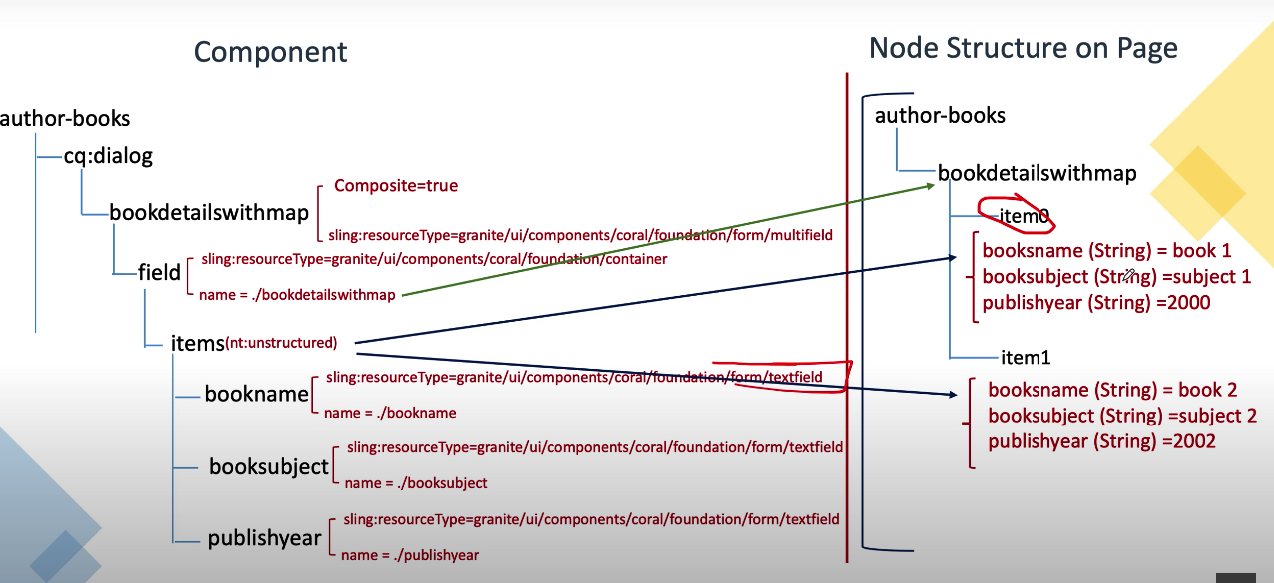 Component
author-books
cq:dialog
bookdetailswithmap
Composite=true
sling:resourceType=granite/ui/components/coral/foundation/form/multifield
field
sling:resourceType=granite/ui/components/coral/foundation/container
name = ./bookdetailswithmap
items(nt:unstructured)
bookname
sling:resourceType=granite/ui/components/coral/foundation/form/textfield
name = ./bookname
booksubject
sling:resourceType=granite/ui/components/coral/foundation/form/textfield
name = ./booksubject
publishyear
sling:resourceType=granite/ui/components/coral/foundation/form/textfield
name = ./publishyear
Node Structure on Page
author-books
bookdetailswithmap
item0
booksname (String) = book 1
booksubject (String) =subject 1
publishyear (String) =2000
item1
booksname (String) = book 2
booksubject (String) =subject 2
publishyear (String) =2002